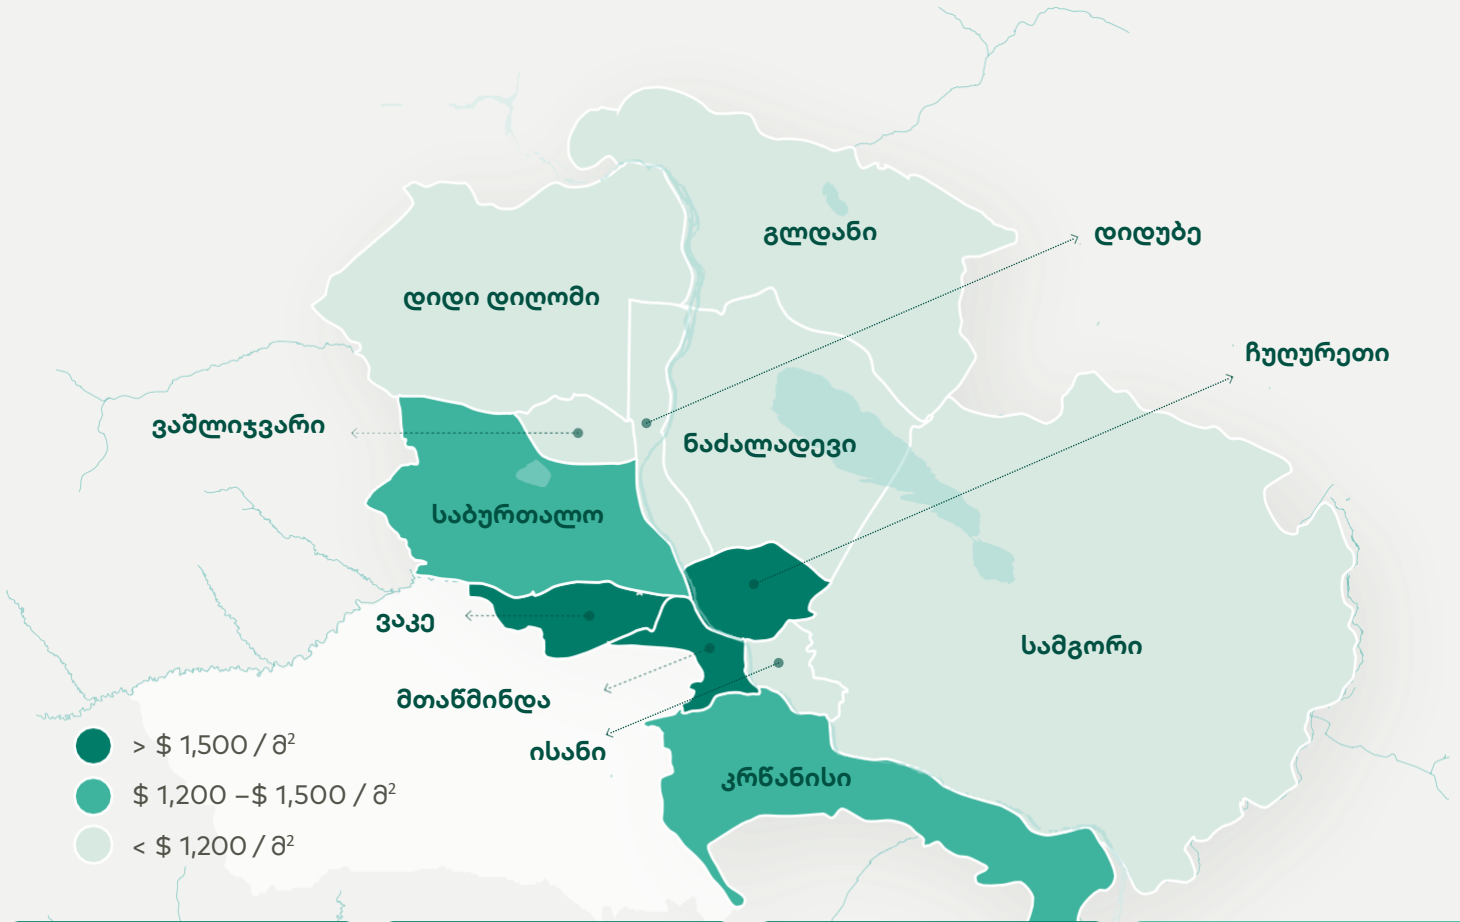 გლდანი
დიდუბე
დიდი დიღომი
ჩუღურეთი
ვაშლიჯვარი
ნაძალადევი
საბურთალო
ვაკე
სამგორი
მთაწმინდა
ისანი
კრწანისი
> $ 1,500 / მ²
$ 1,200 –$ 1,500 / მ²
< $ 1,200 / მ²